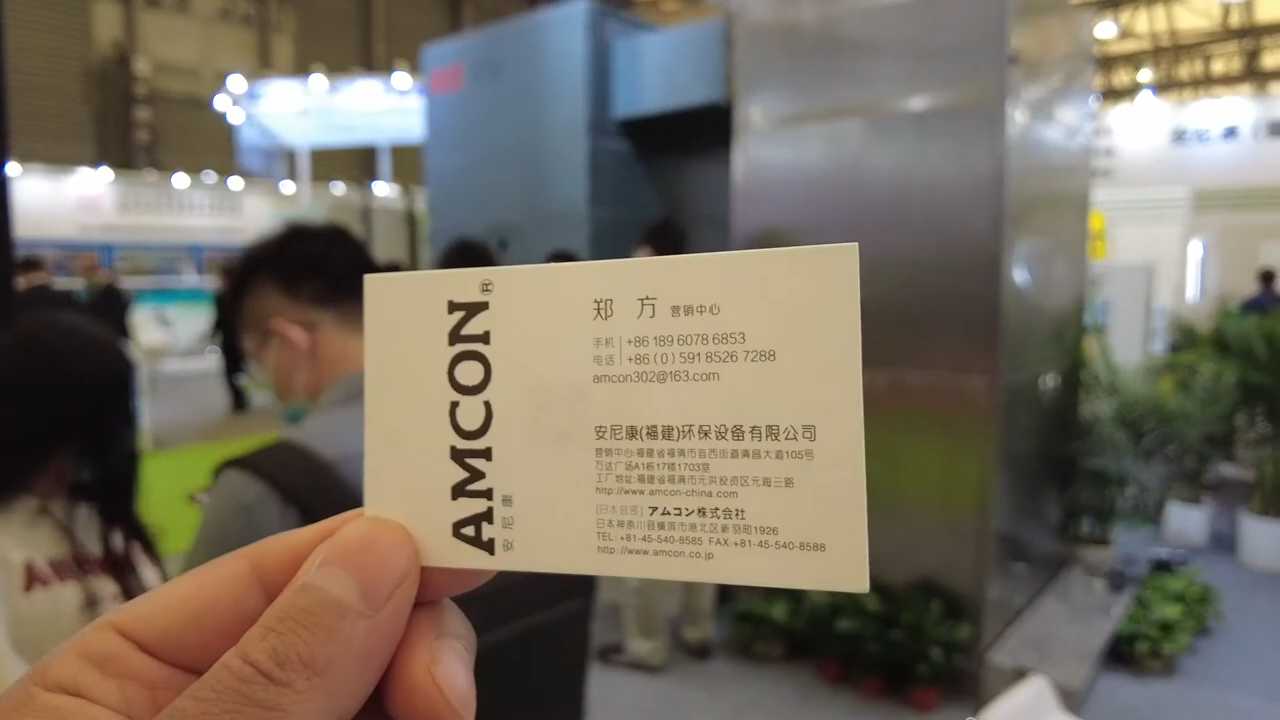 AMCON®
安尼康
郑 方 营销中心
手机 +86 189 6078 6853
电话 +86 (0) 591 8526 7288
amcon302@163.com
安尼康(福建)环保设备有限公司
营销中心:福建省福清市音西街道清昌大道105号
万达广场A1栋17楼1703室
工厂地址:福建省福清市元洪投资区元海三路
http://www.amcon-china.com
[日本总部] アムコン株式会社
日本神奈川县横滨市港北区新羽町1926
TEL: +81-45-540-8585 FAX:+81-45-540-8588
http://www.amcon.co.jp